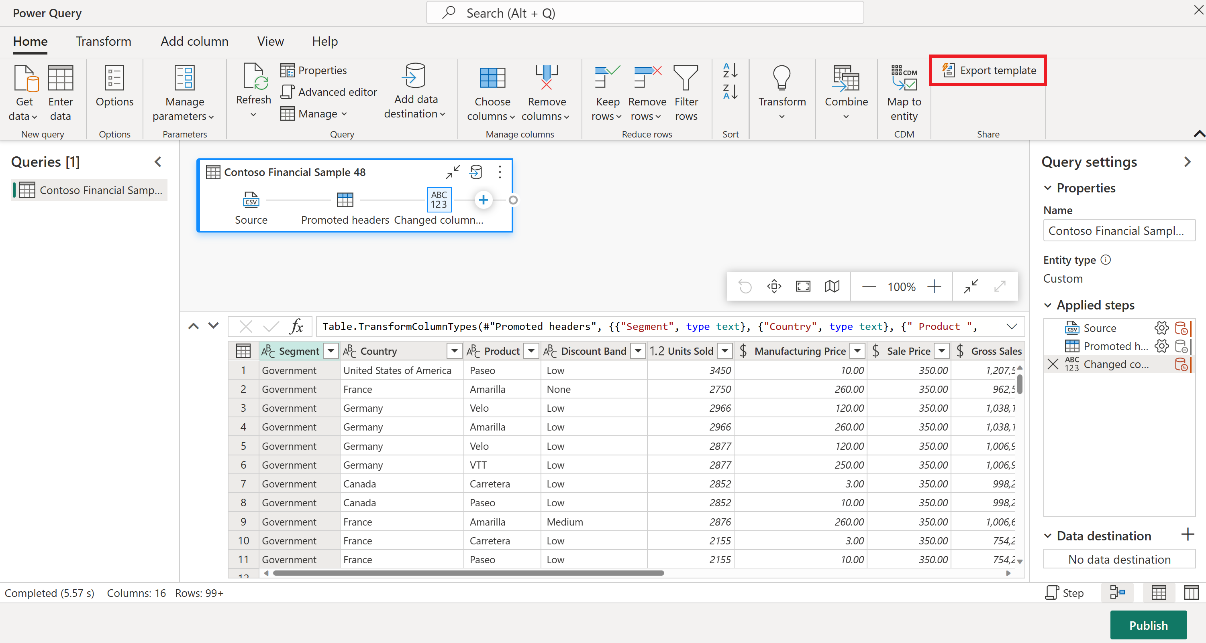 Power Query
Search (Alt + Q)
Home Transform Add column View Help
Get data
Enter data
New query
Options
Options
Manage parameters
Parameters
Refresh
Properties
Advanced editor
Manage
Add data destination
Query
Choose columns
Remove columns
Manage columns
Keep rows
Remove rows
Filter rows
Reduce rows
A Z
Z A
Sort
Transform
Combine
CDM
Map to entity
CDM
Export template
Share
Queries [1]
Contoso Financial Samp...
Contoso Financial Sample 48
CSV
ABC 123
Source Promoted headers Changed column...
100%
fx Table.TransformColumnTypes(#"Promoted headers", {{"Segment", type text}, {"Country", type text}, {" Product ",
ABC Segment ABC Country ABC Product ABC Discount Band 1.2 Units Sold $ Manufacturing Price $ Sale Price $ Gross Sales
1 Government United States of America Paseo Low 3450 10.00 350.00 1,207,5
2 Government France Amarilla None 2750 260.00 350.00 962,5
3 Government Germany Velo Low 2966 120.00 350.00 1,038,1
4 Government Germany Amarilla Low 2966 260.00 350.00 1,038,1
5 Government Germany Velo Low 2877 120.00 350.00 1,006,9
6 Government Germany VTT Low 2877 250.00 350.00 1,006,9
7 Government Canada Carretera Low 2852 3.00 350.00 998,2
8 Government Canada Paseo Low 2852 10.00 350.00 998,2
9 Government France Amarilla Medium 2876 260.00 350.00 1,006,6
10 Government France Carretera Low 2155 3.00 350.00 754,2
11 Government France Paseo Low 2155 10.00 350.00 754,2
12
Query settings
Properties
Name
Contoso Financial Sampl...
Entity type
Custom
Applied steps
CSV Source
Promoted h...
ABC 123 Changed co...
Data destination
No data destination
Completed (5.57 s) Columns: 16 Rows: 99+
Step
Publish